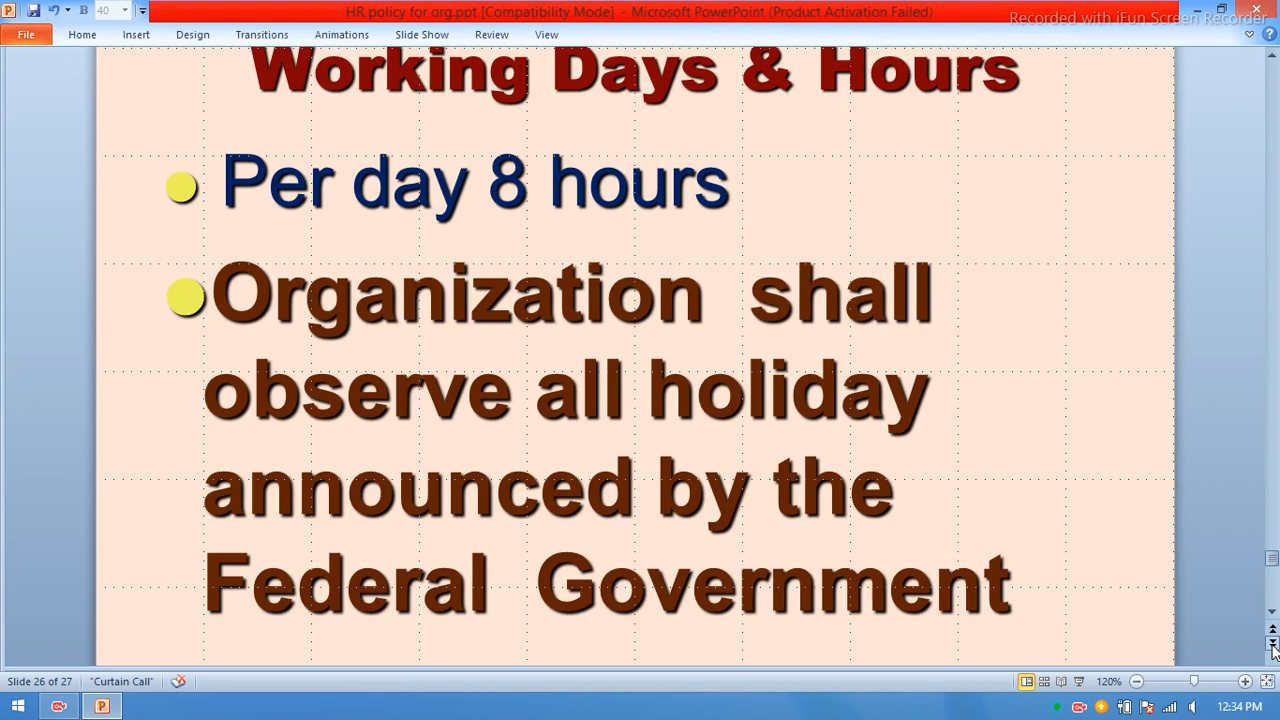 HR policy for org.ppt [Compatibility Mode] - Microsoft PowerPoint (Product Activation Failed)
Recorded with iFun Screen Recorder
B 40
File Home Insert Design Transitions Animations Slide Show Review View
Working Days & Hours
Per day 8 hours
Organization shall
observe all holiday
announced by the
Federal Government
Slide 26 of 27 "Curtain Call" 120%
12:34 PM